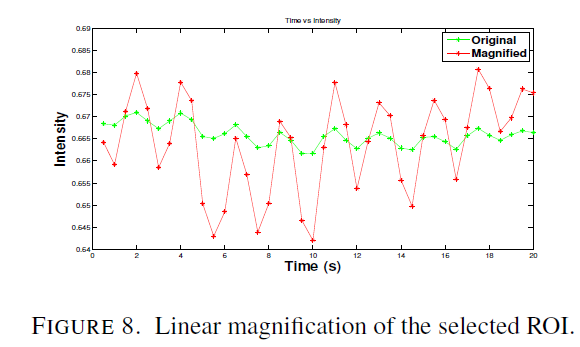 Time vs Intensity
0.69
0.685
0.68
0.675
0.67
0.665
0.66
0.655
0.65
0.645
0.64
Intensity
Original
Magnified
0 2 4 6 8 10 12 14 16 18 20
Time (s)
FIGURE 8. Linear magnification of the selected ROI.